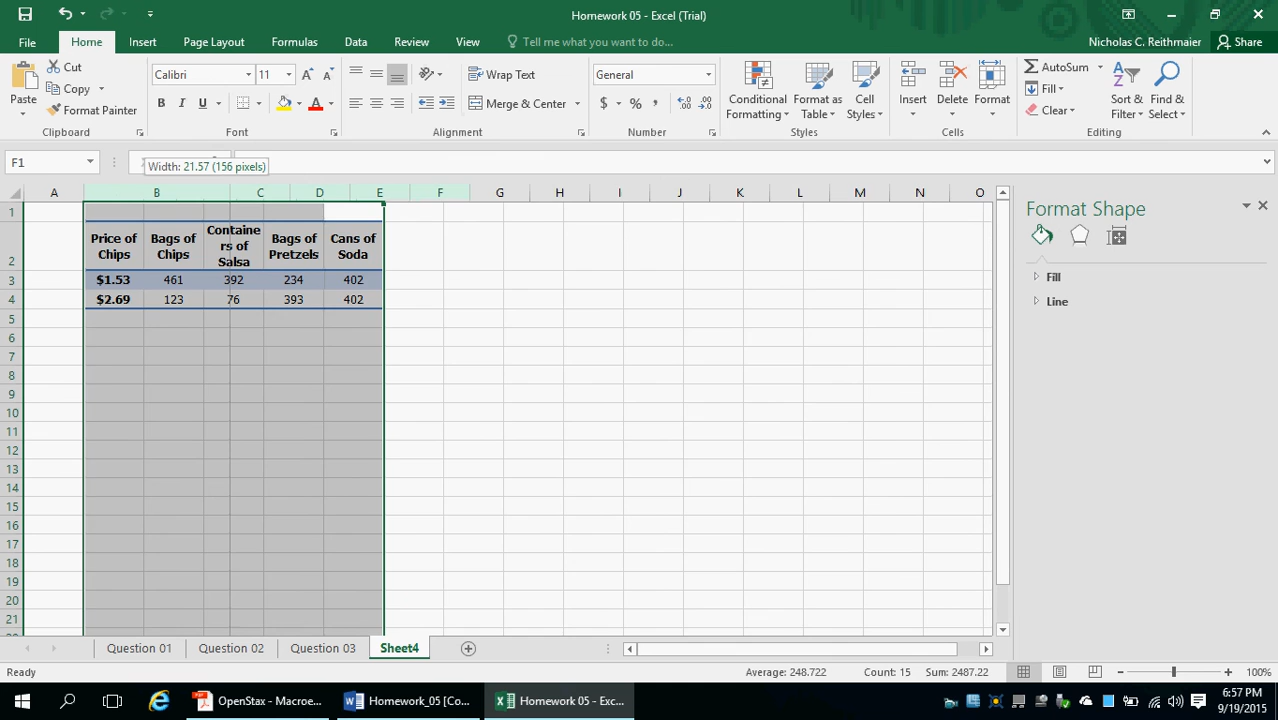 Homework 05 - Excel (Trial)
File Home Insert Page Layout Formulas Data Review View Tell me what you want to do... Nicholas C. Reithmaier Share
Paste Cut Copy Format Painter
Calibri 11
B I U A
Wrap Text
Merge & Center
General
$ % ,
Conditional Formatting Format as Table Cell Styles
Insert Delete Format
AutoSum Fill Clear
Sort & Filter Find & Select
Clipboard Font Alignment Number Styles Cells Editing
F1
Width: 21.57 (156 pixels)
A B C D E F G H I J K L M N O
1
2 Price of Chips Bags of Chips Containe rs of Salsa Bags of Pretzels Cans of Soda
3 $1.53 461 392 234 402
4 $2.69 123 76 393 402
5
6
7
8
9
10
11
12
13
14
15
16
17
18
19
20
21
Format Shape
Fill
Line
Question 01 Question 02 Question 03 Sheet4
Ready Average: 248.722 Count: 15 Sum: 2487.22 100%
OpenStax - Macroe... Homework_05 [Co... Homework 05 - Exc... 6:57 PM
9/19/2015